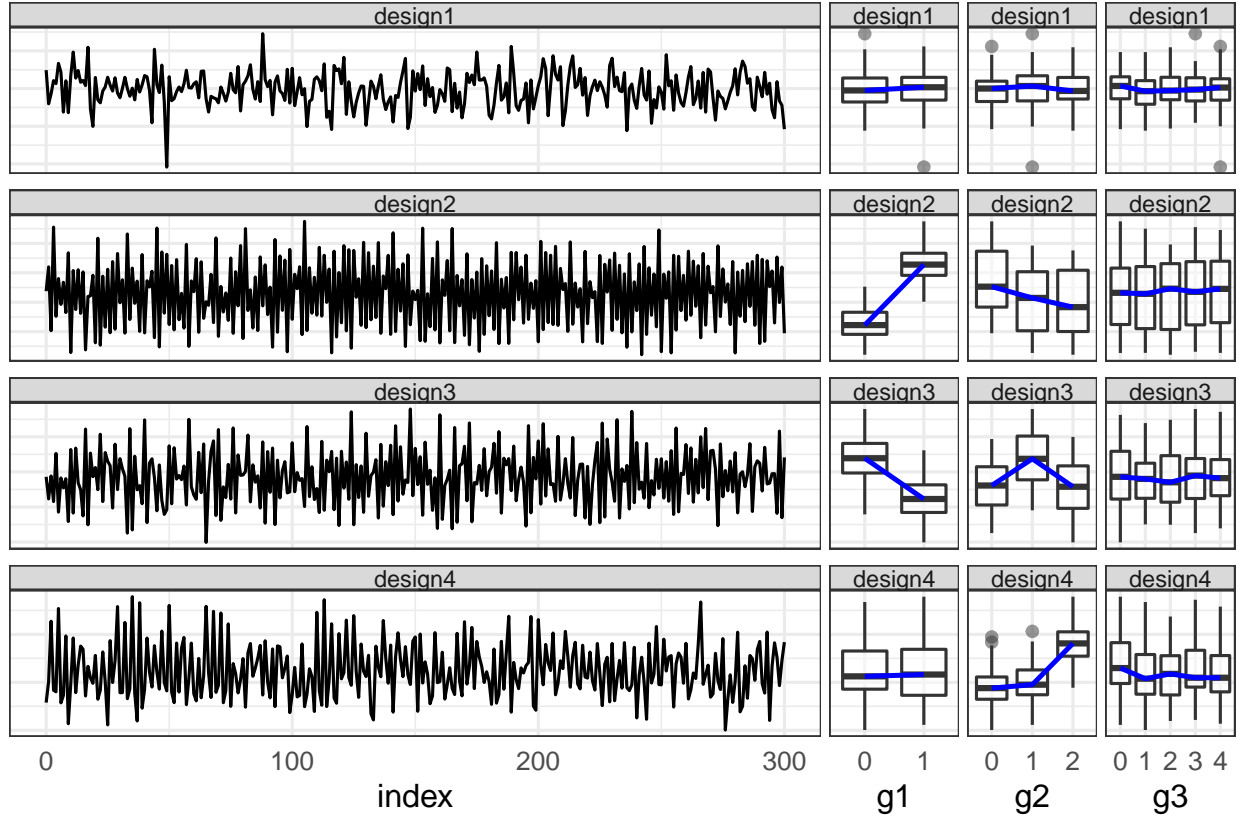 design1 design1 design1 design1
design2 design2 design2 design2
design3 design3 design3 design3
design4 design4 design4 design4
0 100 200 300 0 1 0 1 2 0 1 2 3 4
index g1 g2 g3